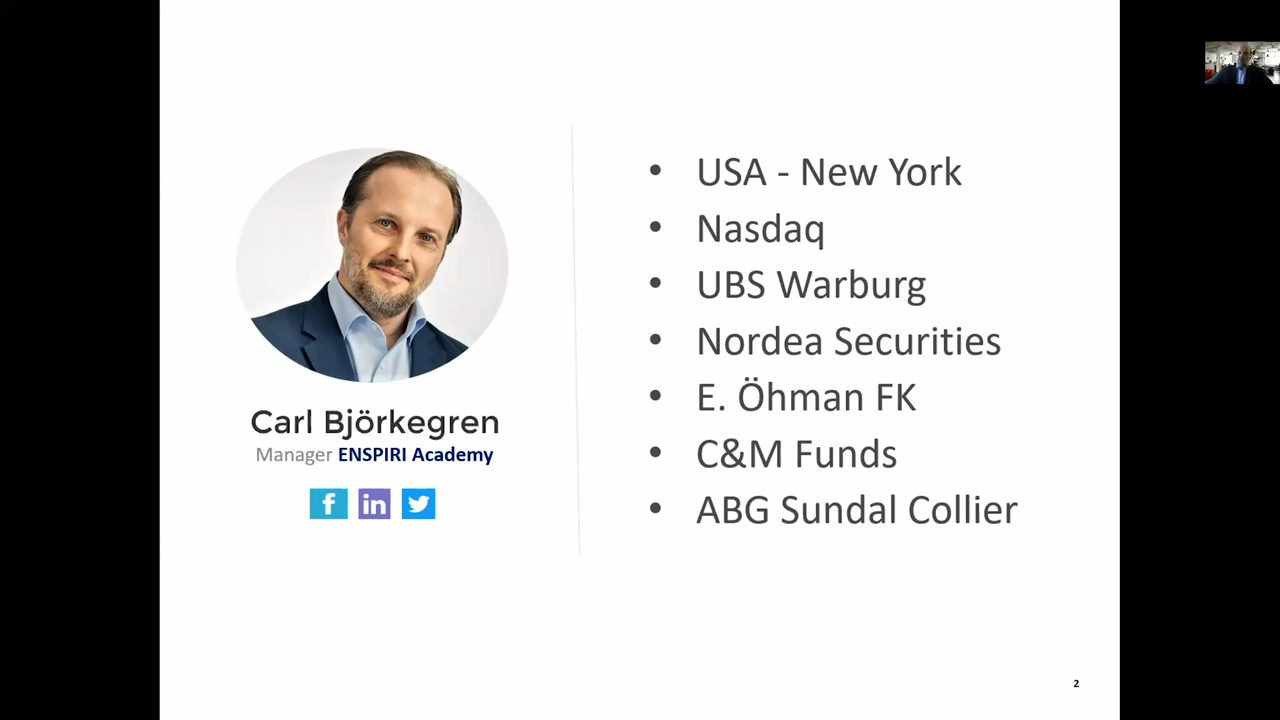 Carl Björkegren
Manager ENSPIRI Academy
f in
• USA - New York
• Nasdaq
• UBS Warburg
• Nordea Securities
• E. Öhman FK
• C&M Funds
• ABG Sundal Collier
2